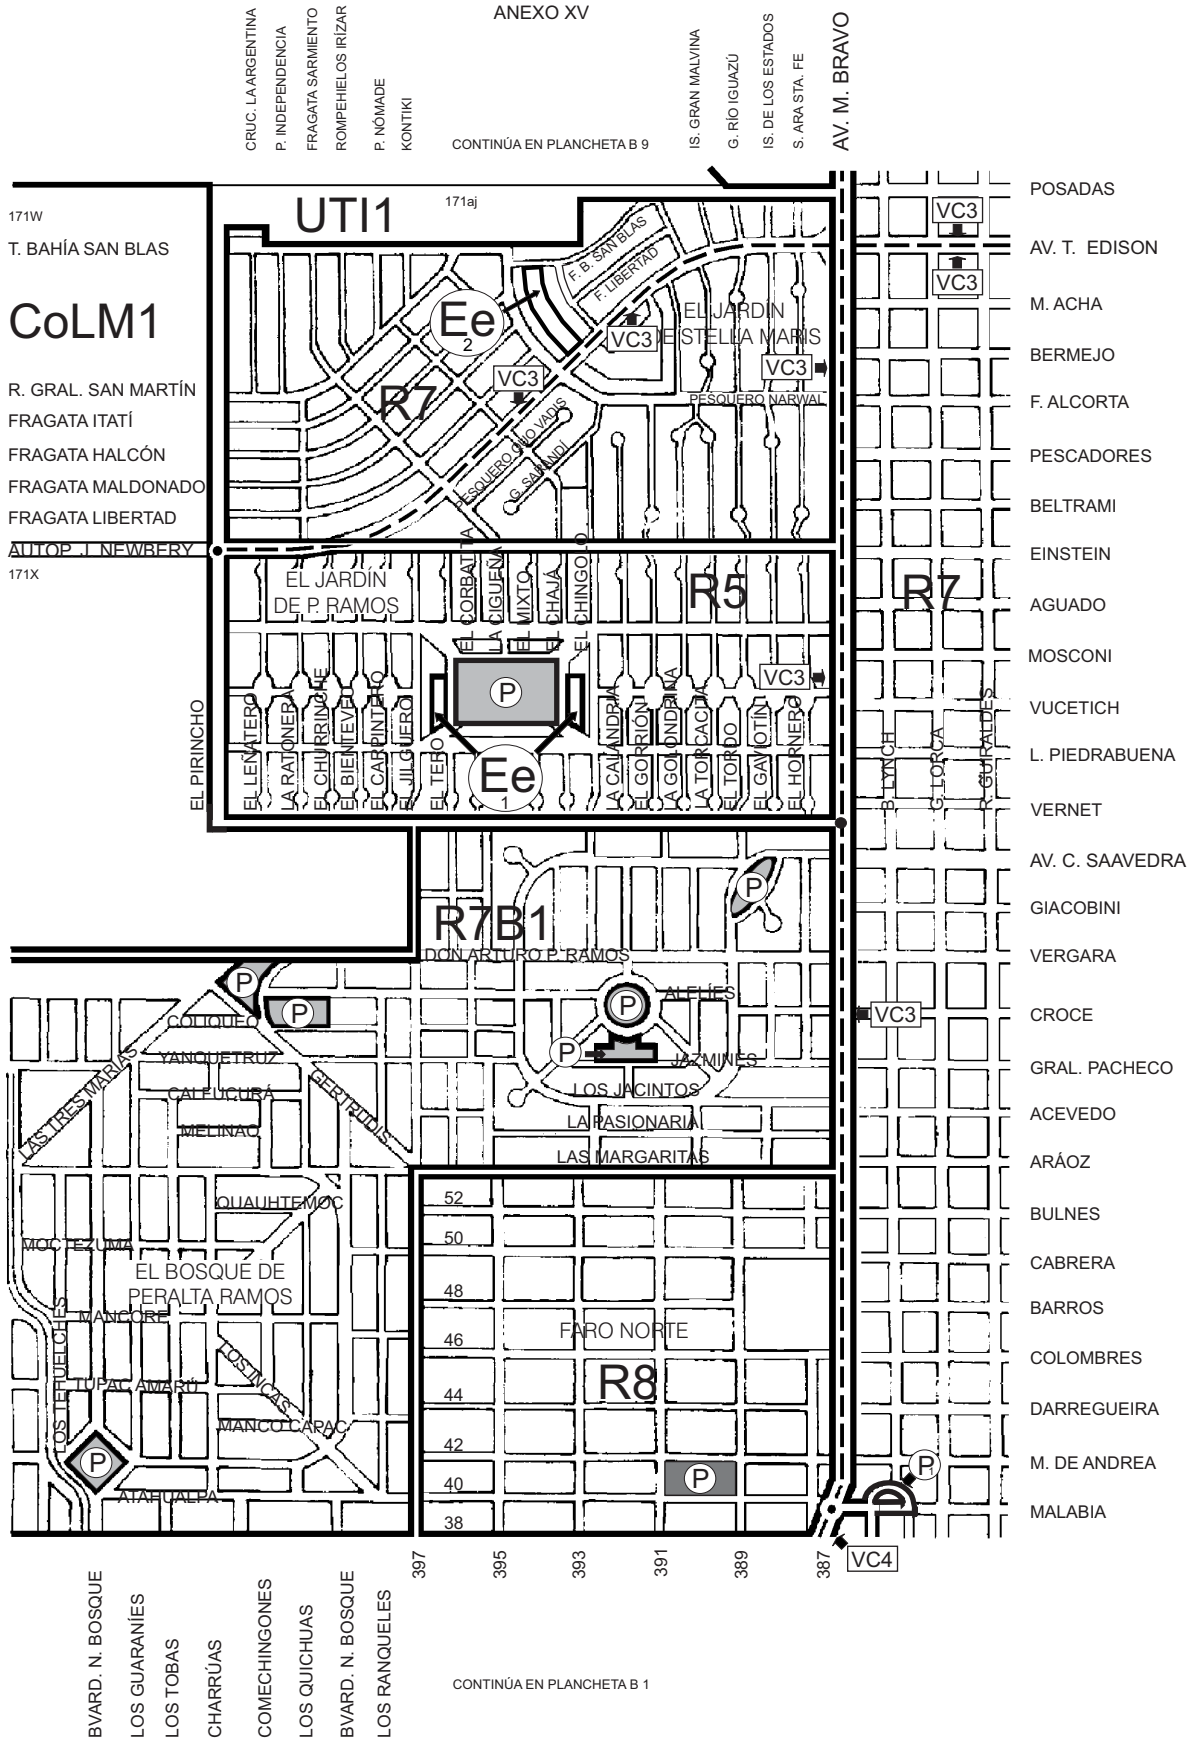 ANEXO XV
CRUC. LA ARGENTINA
P. INDEPENDENCIA
FRAGATA SARMIENTO
ROMPEHIELOS IRÍZAR
P. NÓMADE
KONTIKI
CONTINÚA EN PLANCHETA B 9
IS. GRAN MALVINA
G. RÍO IGUAZÚ
IS. DE LOS ESTADOS
S. ARA STA. FE
AV. M. BRAVO
171W
T. BAHÍA SAN BLAS
CoLM1
R. GRAL. SAN MARTÍN
FRAGATA ITATÍ
FRAGATA HALCÓN
FRAGATA MALDONADO
FRAGATA LIBERTAD
AUTOP. J. NEWBERY
171X
UTI1
171aj
F. B. SAN BLAS
F. LIBERTAD
Ee
2
EL JARDÍN
DE STELLA MARIS
VC3
VC3
VC3
VC3
VC3
R7
PESQUERO NARWAL
PESQUERO QUO VADIS
G. SARANDÍ
POSADAS
AV. T. EDISON
M. ACHA
BERMEJO
F. ALCORTA
PESCADORES
BELTRAMI
EINSTEIN
AGUADO
MOSCONI
VUCETICH
L. PIEDRABUENA
VERNET
AV. C. SAAVEDRA
GIACOBINI
VERGARA
CROCE
GRAL. PACHECO
ACEVEDO
ARÁOZ
BULNES
CABRERA
BARROS
COLOMBRES
DARREGUEIRA
M. DE ANDREA
MALABIA
EL JARDÍN
DE P. RAMOS
EL CORBATITA
LA CIGUEÑA
EL MIXTO
EL CHAJÁ
EL CHINGOLO
R5
R7
P
VC3
Ee
1
EL PIRINCHO
EL LEÑATERO
LA RATONERA
EL CHURRINCHE
EL BIENTEVEO
EL CARPINTERO
EL JILGUERO
EL TERO
LA CALANDRIA
EL GORRIÓN
LA GOLONDRINA
LA TORCACITA
EL TORDO
EL GAVIOTÍN
EL HORNERO
B. LYNCH
G. LORCA
R. GUIRALDES
R7B1
DON ARTURO P. RAMOS
P
P
P
P
P
ALELÍES
VC3
JAZMINES
LOS JACINTOS
LA PASIONARIA
LAS MARGARITAS
COLIQUEO
YANQUETRUZ
CALFUCURÁ
MELINAO
LAS TRES MARIAS
GERTRUDIS
QUAUHTEMOC
MOCTEZUMA
EL BOSQUE DE
PERALTA RAMOS
MANCORE
LOS TEHUELCHES
LOS INCAS
TUPAC AMARÚ
MANCO CAPAC
P
ATAHUALPA
52
50
48
46
44
42
40
38
FARO NORTE
R8
P
P
1
VC4
397
395
393
391
389
387
BVARD. N. BOSQUE
LOS GUARANÍES
LOS TOBAS
CHARRÚAS
COMECHINGONES
LOS QUICHUAS
BVARD. N. BOSQUE
LOS RANQUELES
CONTINÚA EN PLANCHETA B 1